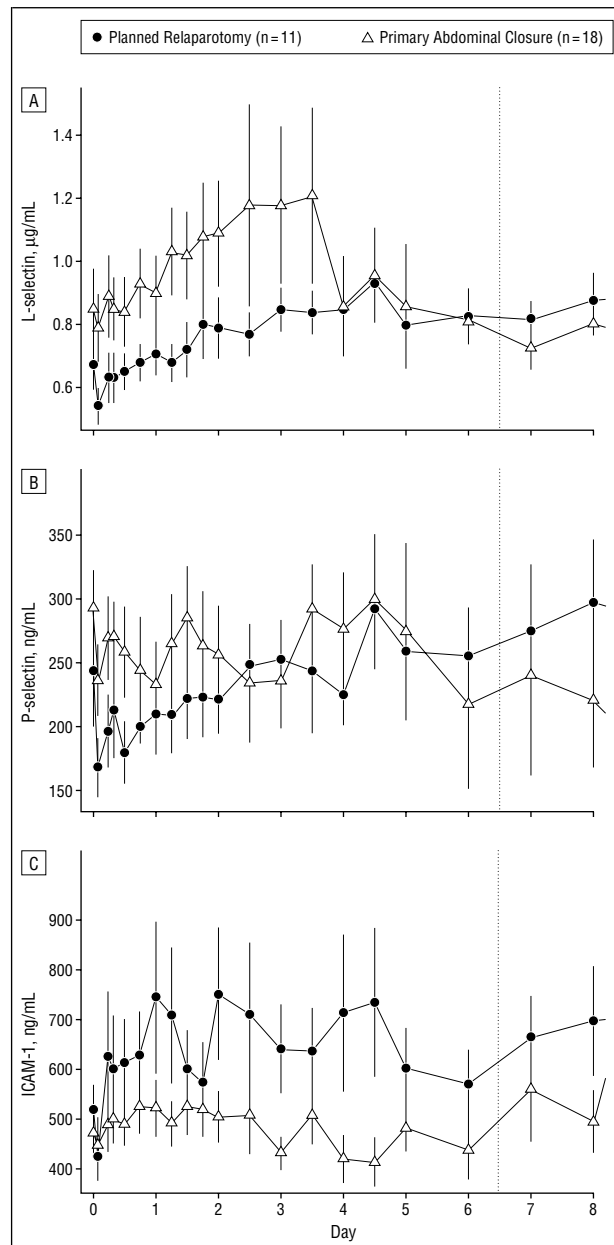 Planned Relaparotomy (n=11) Primary Abdominal Closure (n=18)
A
1.4
1.2
1.0
0.8
0.6
L-selectin, μg/mL
B
350
300
250
200
150
P-selectin, ng/mL
C
900
800
700
600
500
400
ICAM-1, ng/mL
0 1 2 3 4 5 6 7 8
Day